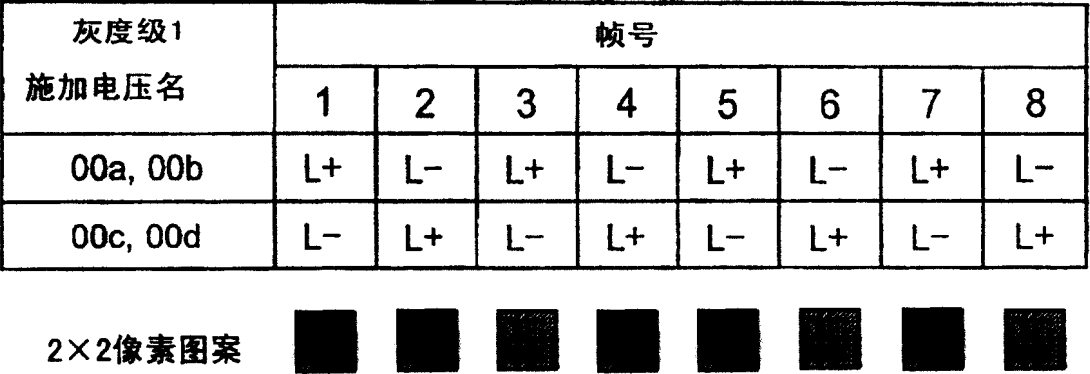 灰度级1
施加电压名
帧号
1 2 3 4 5 6 7 8
00a, 00b L+ L− L+ L− L+ L− L+ L−
00c, 00d L− L+ L− L+ L− L+ L− L+
2×2像素图案